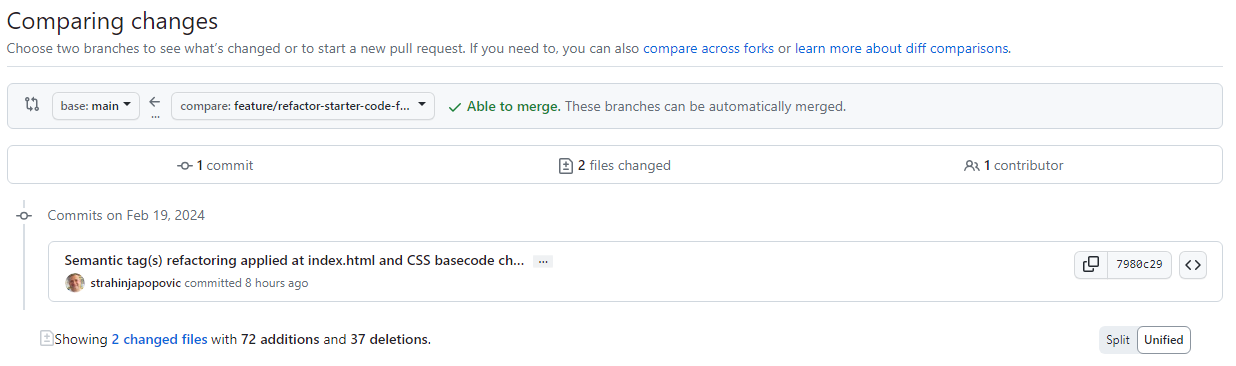 Comparing changes
Choose two branches to see what's changed or to start a new pull request. If you need to, you can also compare across forks or learn more about diff comparisons.
base: main ... compare: feature/refactor-starter-code-f... Able to merge. These branches can be automatically merged.
1 commit 2 files changed 1 contributor
Commits on Feb 19, 2024
Semantic tag(s) refactoring applied at index.html and CSS basecode ch... ... 7980c29
strahinjapopovic committed 8 hours ago
Showing 2 changed files with 72 additions and 37 deletions. Split Unified